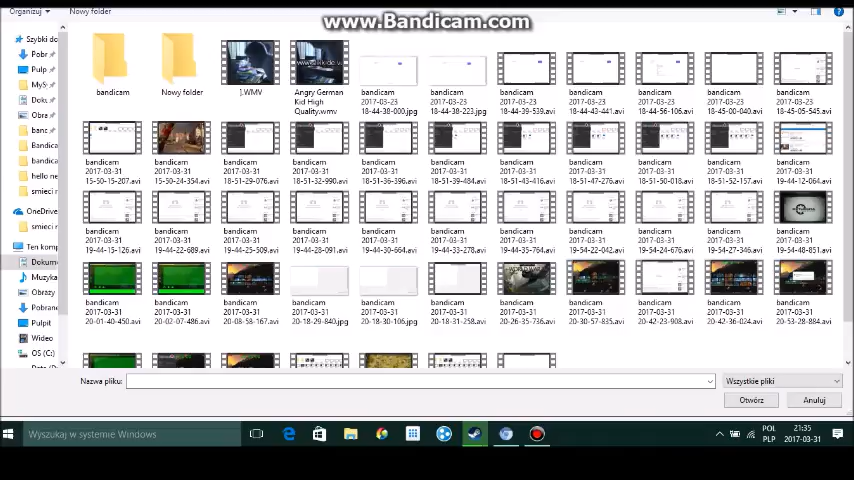 www.Bandicam.com
Organizuj
New folder
Szybki do
Pobr
Pulp
MyS
Doku
Obra
banc
Bandica
bandica
hello ne
smieci r
OneDriv
smieci r
Ten komp
Dokume
Muzyka
Obrazy
Pobrane
Pulpit
Wideo
OS (C:)
bandicam
Nowy folder
].WMV
Angry German
Kid High
Quality.wmv
bandicam
2017-03-23
18-44-38-000.jpg
bandicam
2017-03-23
18-44-38-223.jpg
bandicam
2017-03-23
18-44-39-539.avi
bandicam
2017-03-23
18-44-43-441.avi
bandicam
2017-03-23
18-44-56-106.avi
bandicam
2017-03-23
18-45-00-040.avi
bandicam
2017-03-23
18-45-05-545.avi
bandicam
2017-03-31
15-50-15-207.avi
bandicam
2017-03-31
15-50-24-354.avi
bandicam
2017-03-31
18-51-29-076.avi
bandicam
2017-03-31
18-51-32-990.avi
bandicam
2017-03-31
18-51-36-396.avi
bandicam
2017-03-31
18-51-39-484.avi
bandicam
2017-03-31
18-51-43-416.avi
bandicam
2017-03-31
18-51-47-276.avi
bandicam
2017-03-31
18-51-50-018.avi
bandicam
2017-03-31
18-51-52-157.avi
bandicam
2017-03-31
19-44-12-064.avi
bandicam
2017-03-31
19-44-15-126.avi
bandicam
2017-03-31
19-44-22-689.avi
bandicam
2017-03-31
19-44-25-509.avi
bandicam
2017-03-31
19-44-28-091.avi
bandicam
2017-03-31
19-44-30-664.avi
bandicam
2017-03-31
19-44-33-278.avi
bandicam
2017-03-31
19-44-35-764.avi
bandicam
2017-03-31
19-54-22-042.avi
bandicam
2017-03-31
19-54-24-676.avi
bandicam
2017-03-31
19-54-27-346.avi
bandicam
2017-03-31
19-54-48-851.avi
bandicam
2017-03-31
20-01-40-450.avi
bandicam
2017-03-31
20-02-07-486.avi
bandicam
2017-03-31
20-08-58-167.avi
bandicam
2017-03-31
20-18-29-840.jpg
bandicam
2017-03-31
20-18-30-106.jpg
bandicam
2017-03-31
20-18-31-258.avi
bandicam
2017-03-31
20-26-35-736.avi
bandicam
2017-03-31
20-30-57-835.avi
bandicam
2017-03-31
20-42-23-908.avi
bandicam
2017-03-31
20-42-36-024.avi
bandicam
2017-03-31
20-53-28-884.avi
Nazwa pliku:
Wszystkie pliki
Otwórz
Anuluj
Wyszukaj w systemie Windows
POL
PLP
21:35
2017-03-31